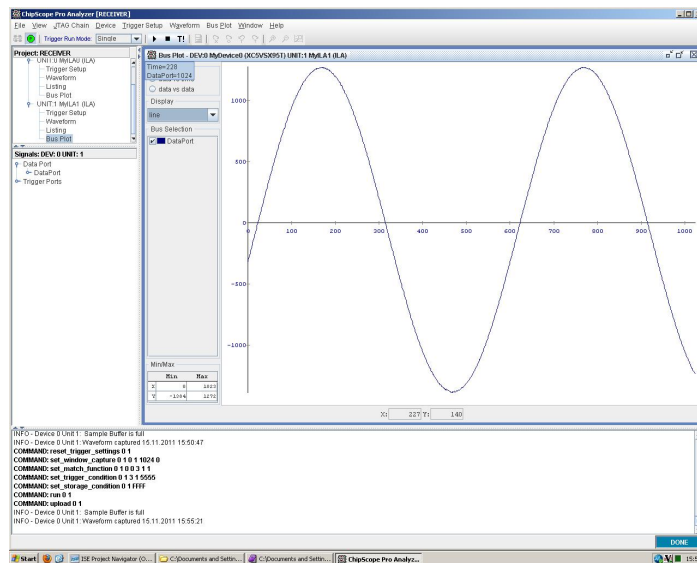 ChipScope Pro Analyzer [RECEIVER]
File View JTAG Chain Device Trigger Setup Waveform Bus Plot Window Help
Trigger Run Mode: Single T!
Project: RECEIVER
UNIT:0 MyILA0 (ILA)
Trigger Setup
Waveform
Listing
Bus Plot
UNIT:1 MyILA1 (ILA)
Trigger Setup
Waveform
Listing
Bus Plot
Signals: DEV: 0 UNIT: 1
Data Port
DataPort
Trigger Ports
Bus Plot - DEV:0 MyDevice0 (XC5VSX95T) UNIT:1 MyILA1 (ILA)
Time=228
DataPort=1024
data vs data
Display
line
Bus Selection
DataPort
Min/Max
Min Max
X 0 1023
1000
500
0
-500
-1000
0 100 200 300 400 500 600 700 800 900 1000
X: 227 Y: 140
INFO - Device 0 Unit 1: Sample Buffer is full
INFO - Device 0 Unit 1: Waveform captured 15.11.2011 15:50:47
COMMAND: reset_trigger_settings 0 1
COMMAND: set_window_capture 0 1 0 1 1024 0
COMMAND: set_match_function 0 1 0 0 3 1 1
COMMAND: set_trigger_condition 0 1 3 1 5555
COMMAND: set_storage_condition 0 1 FFFF
COMMAND: run 0 1
COMMAND: upload 0 1
INFO - Device 0 Unit 1: Sample Buffer is full
INFO - Device 0 Unit 1: Waveform captured 15.11.2011 15:55:21
DONE
Start ISE Project Navigator (O... C:\Documents and Settin... C:\Documents and Settin... ChipScope Pro Analyz...